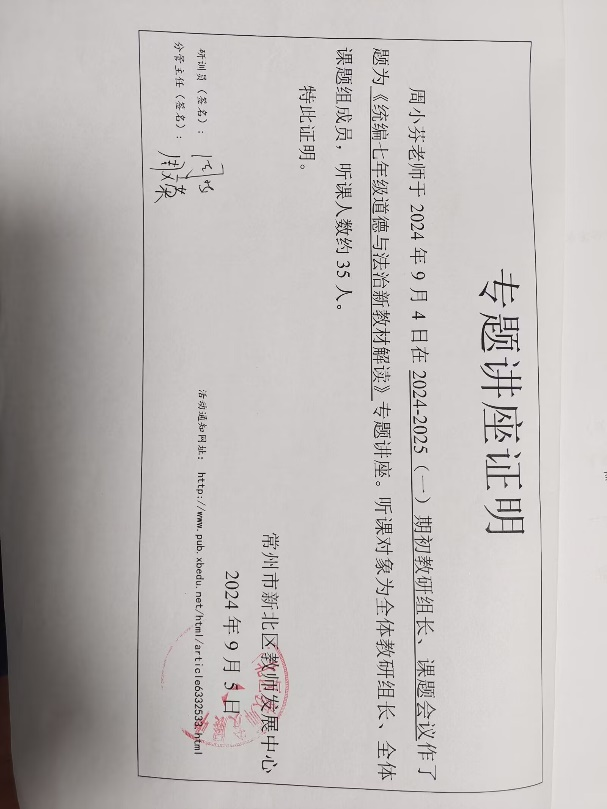 专题讲座证明
周小芬老师于 2024 年 9 月 4 日在 2024-2025（一）期初教研组长、课题会议作了
题为《统编七年级道德与法治新教材解读》专题讲座。听课对象为全体教研组长、全体
课题组成员，听课人数约 35 人。
特此证明。
常州市新北区教师发展中心
2024 年 9 月 5 日
研训员（签名）：
活动通知网址： http://www.pub.xbedu.net/html/article6332533.html
分管主任（签名）：